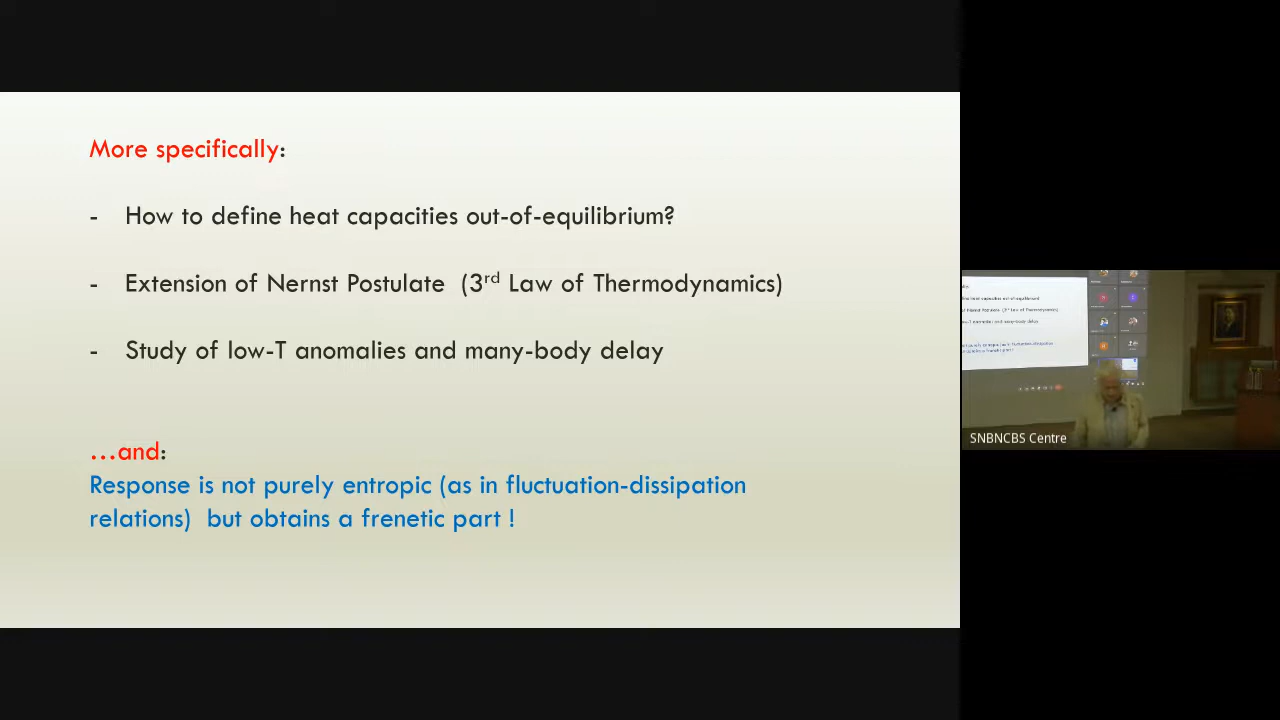 More specifically:
- How to define heat capacities out-of-equilibrium?
- Extension of Nernst Postulate (3rd Law of Thermodynamics)
- Study of low-T anomalies and many-body delay
...and:
Response is not purely entropic (as in fluctuation-dissipation
relations) but obtains a frenetic part !
SNBNCBS Centre